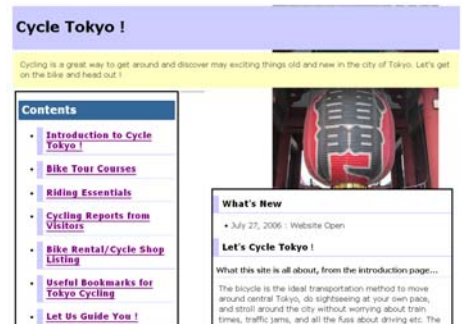 Cycle Tokyo !
Cycling is a great way to get around and discover may exciting things old and new in the city of Tokyo. Let's get
on the bike and head out !
Contents
• Introduction to Cycle
Tokyo !
• Bike Tour Courses
• Riding Essentials
• Cycling Reports from
Visitors
• Bike Rental/Cycle Shop
Listing
• Useful Bookmarks for
Tokyo Cycling
• Let Us Guide You !
What's New
• July 27, 2006 : Website Open
Let's Cycle Tokyo !
What this site is all about, from the introduction page...
The bicycle is the ideal transportation method to move
around central Tokyo, do sightseeing at your own pace,
and stroll around the city without worrying about train
times, traffic jams, and all the fuss about driving etc. The